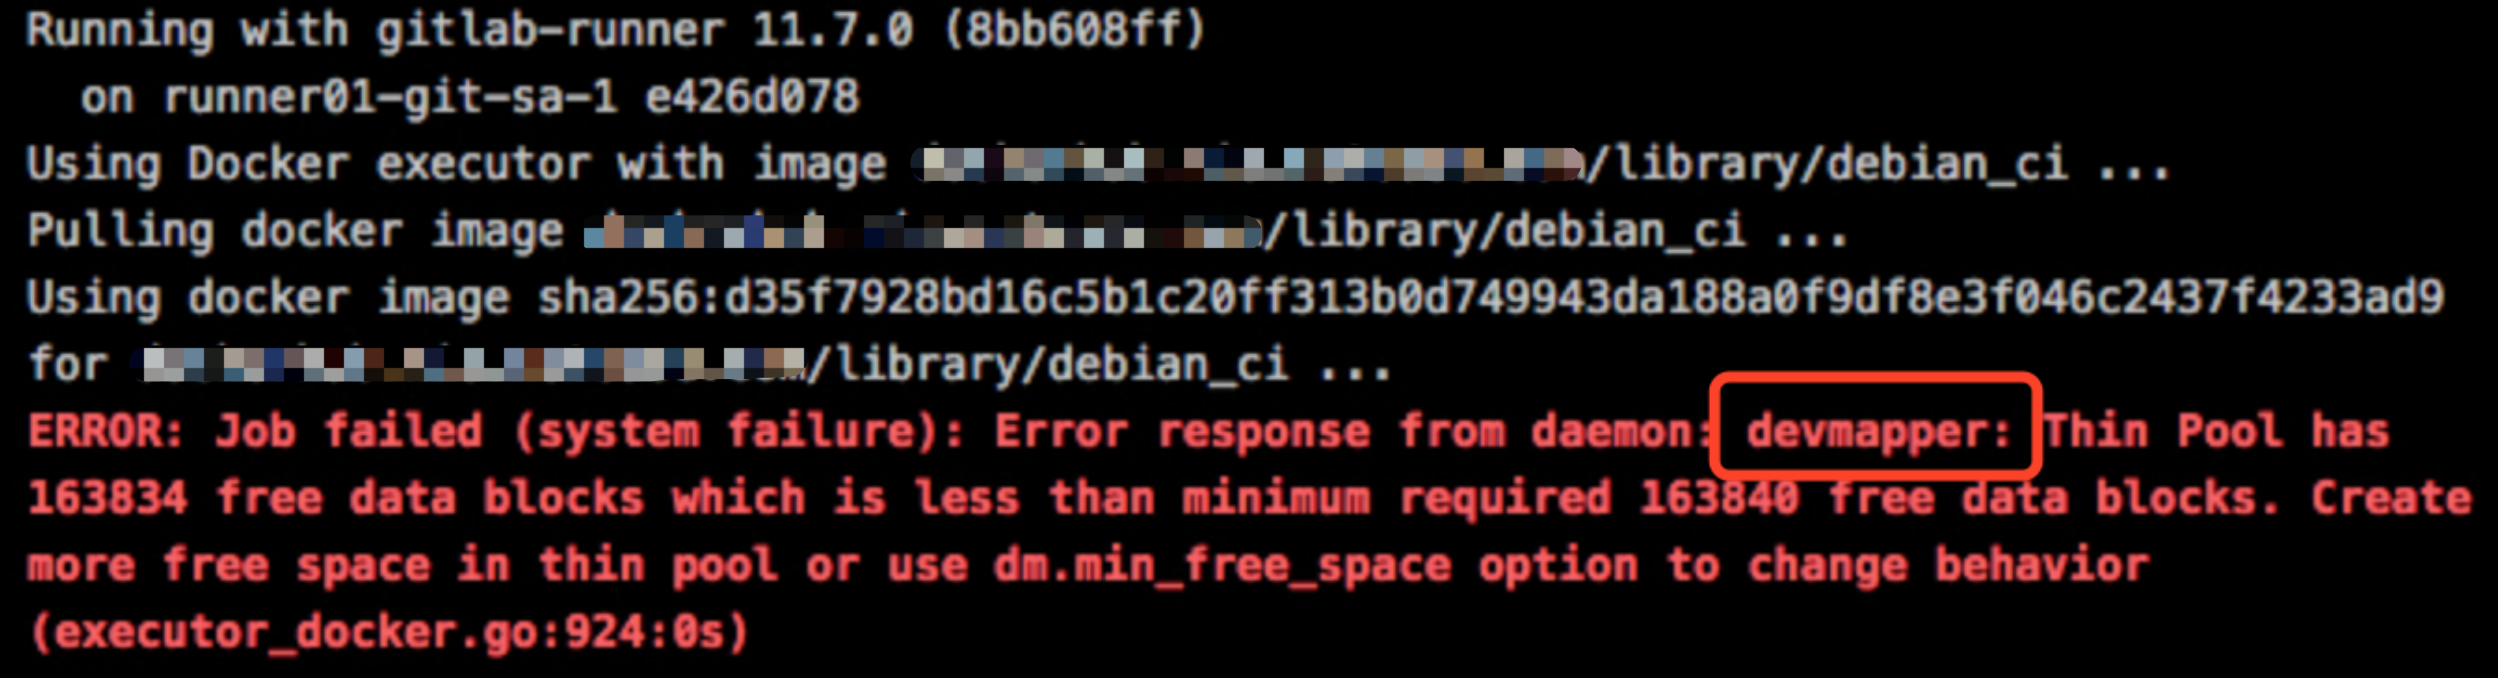 Running with gitlab-runner 11.7.0 (8bb608ff)
on runner01-git-sa-1 e426d078
Using Docker executor with image /library/debian_ci ...
Pulling docker image /library/debian_ci ...
Using docker image sha256:d35f7928bd16c5b1c20ff313b0d749943da188a0f9df8e3f046c2437f4233ad9
for /library/debian_ci ...
ERROR: Job failed (system failure): Error response from daemon: devmapper: Thin Pool has
163834 free data blocks which is less than minimum required 163840 free data blocks. Create
more free space in thin pool or use dm.min_free_space option to change behavior
(executor_docker.go:924:0s)